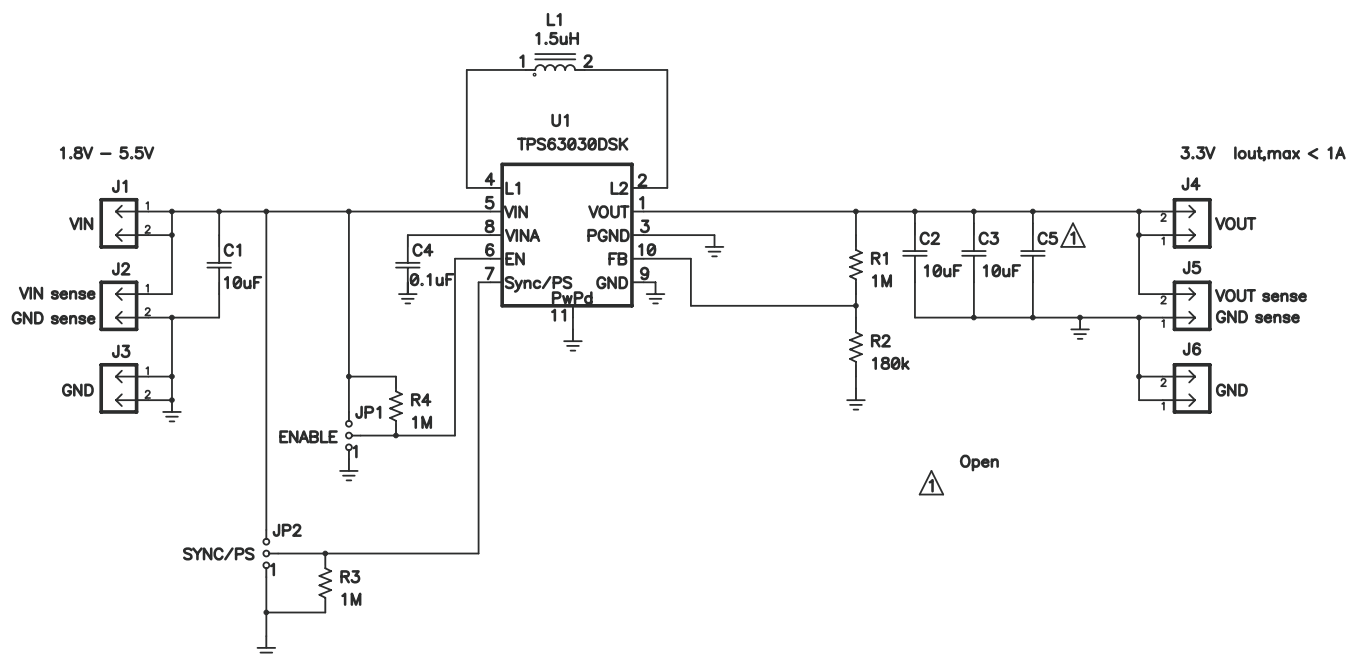 L1
1.5uH
1 2
U1
TPS63030DSK
1.8V - 5.5V
3.3V Iout,max < 1A
J1
VIN
1
2
J2
VIN sense
GND sense
1
2
J3
GND
1
2
C1
10uF
C4
0.1uF
4 L1
5 VIN
8 VINA
6 EN
7 Sync/PS
L2 2
VOUT 1
PGND 3
FB 10
GND 9
PwPd
11
R1
1M
R2
180k
C2
10uF
C3
10uF
C5 1
J4
VOUT
2
1
J5
VOUT sense
GND sense
2
1
J6
GND
2
1
R4
1M
JP1
ENABLE
1
Open
1
JP2
SYNC/PS
1
R3
1M